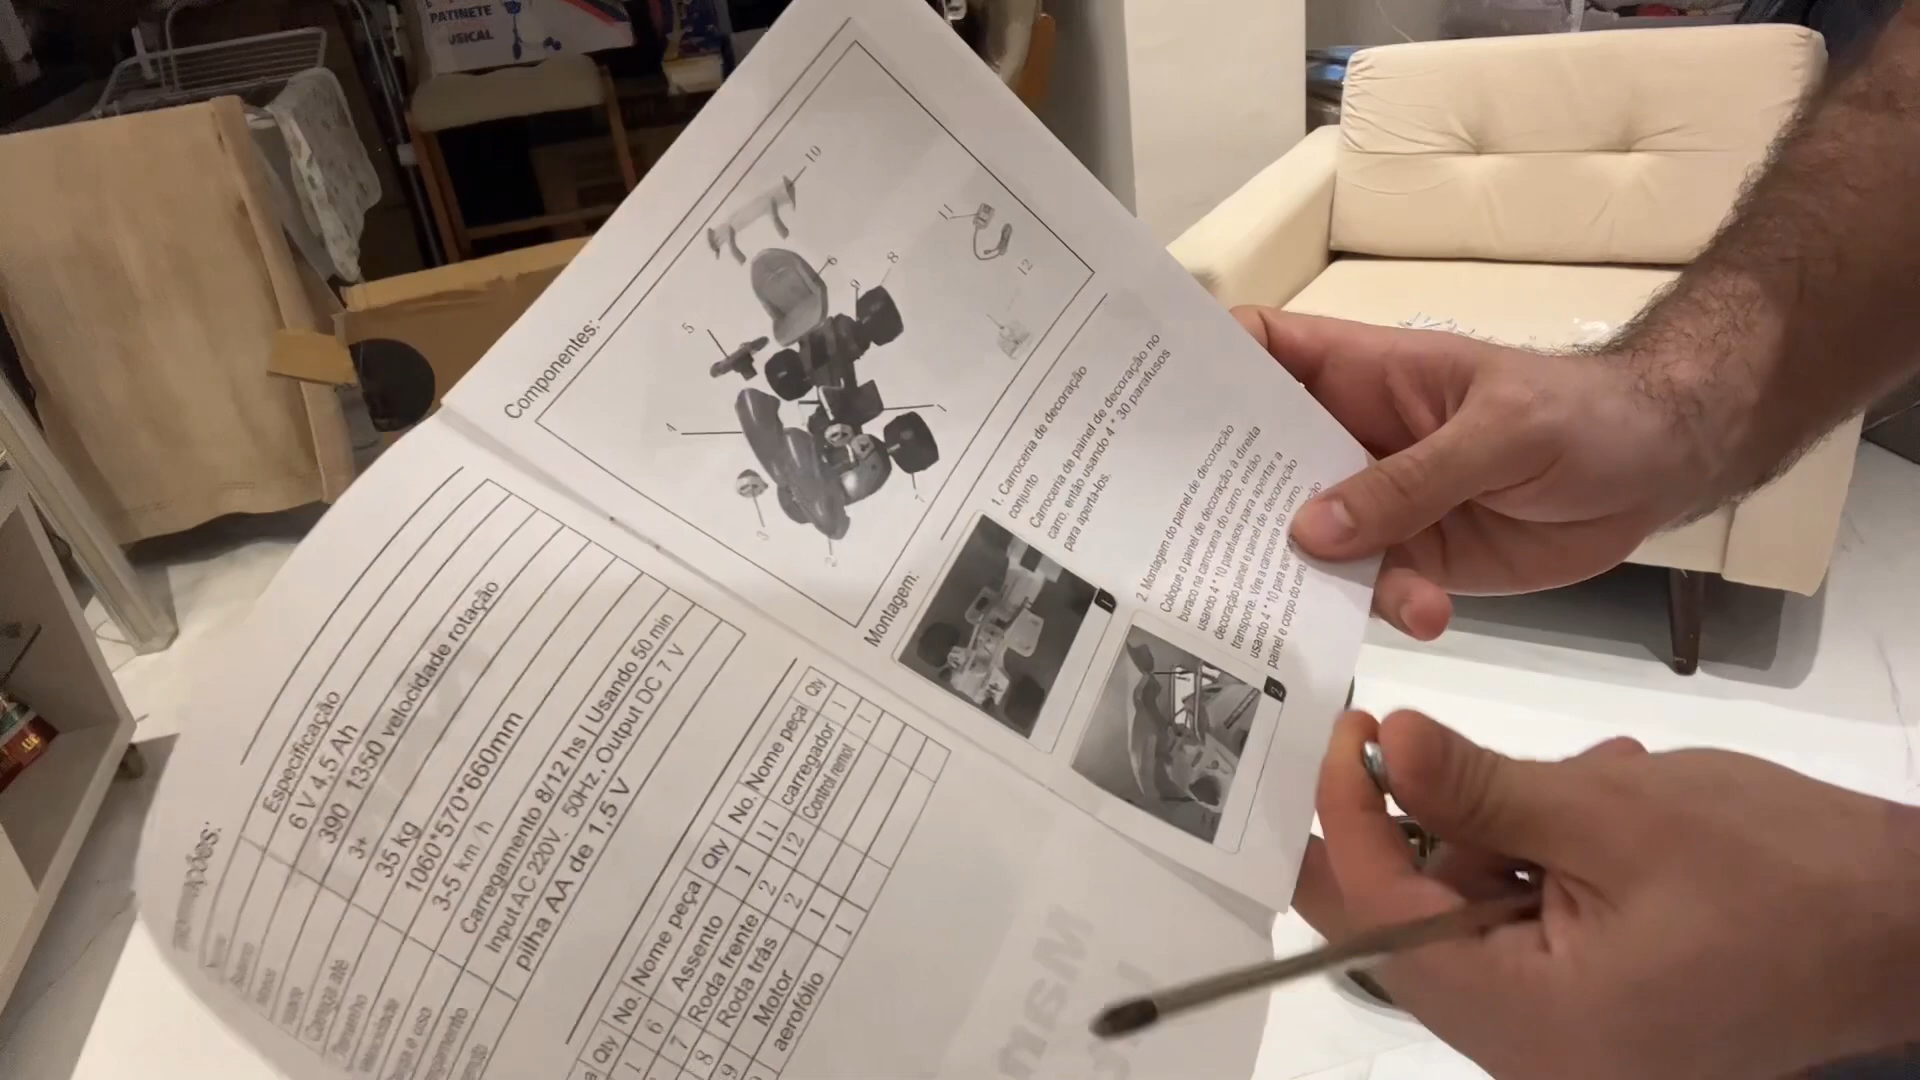 PATINETE
USICAL
Componentes:
10
11
12
5
6
9
8
4
1
7
3
2
Montagem:
1. Carroceria de decoração
conjunto
Carroceria de painel de decoração no
carro, então usando 4 * 30 parafusos
para apertá-los.
1
2. Montagem do painel de decoração
Coloque o painel de decoração à direita
buraco na carroceria do carro, então
usando 4 * 10 parafusos para apertar a
decoração painel e painel de decoração
transporte. Vire a carroceria do carro,
usando 4 * 10 para
painel e corpo do carro
2
Especificação
6 V 4,5 Ah
390 1350 velocidade rotação
3+
Carrega até 35 kg
1060*570*660mm
3-5 km / h
Carregamento 8/12 hs | Usando 50 min
Input AC 220V. 50Hz, Output DC 7 V
pilha AA de 1,5 V
Qty No. Nome peça Qty No. Nome peça Qty
1 6 Assento 1 11 carregador 1
7 Roda frente 2 12 Control remot 1
8 Roda trás 2
9 Motor 1
aerofólio 1